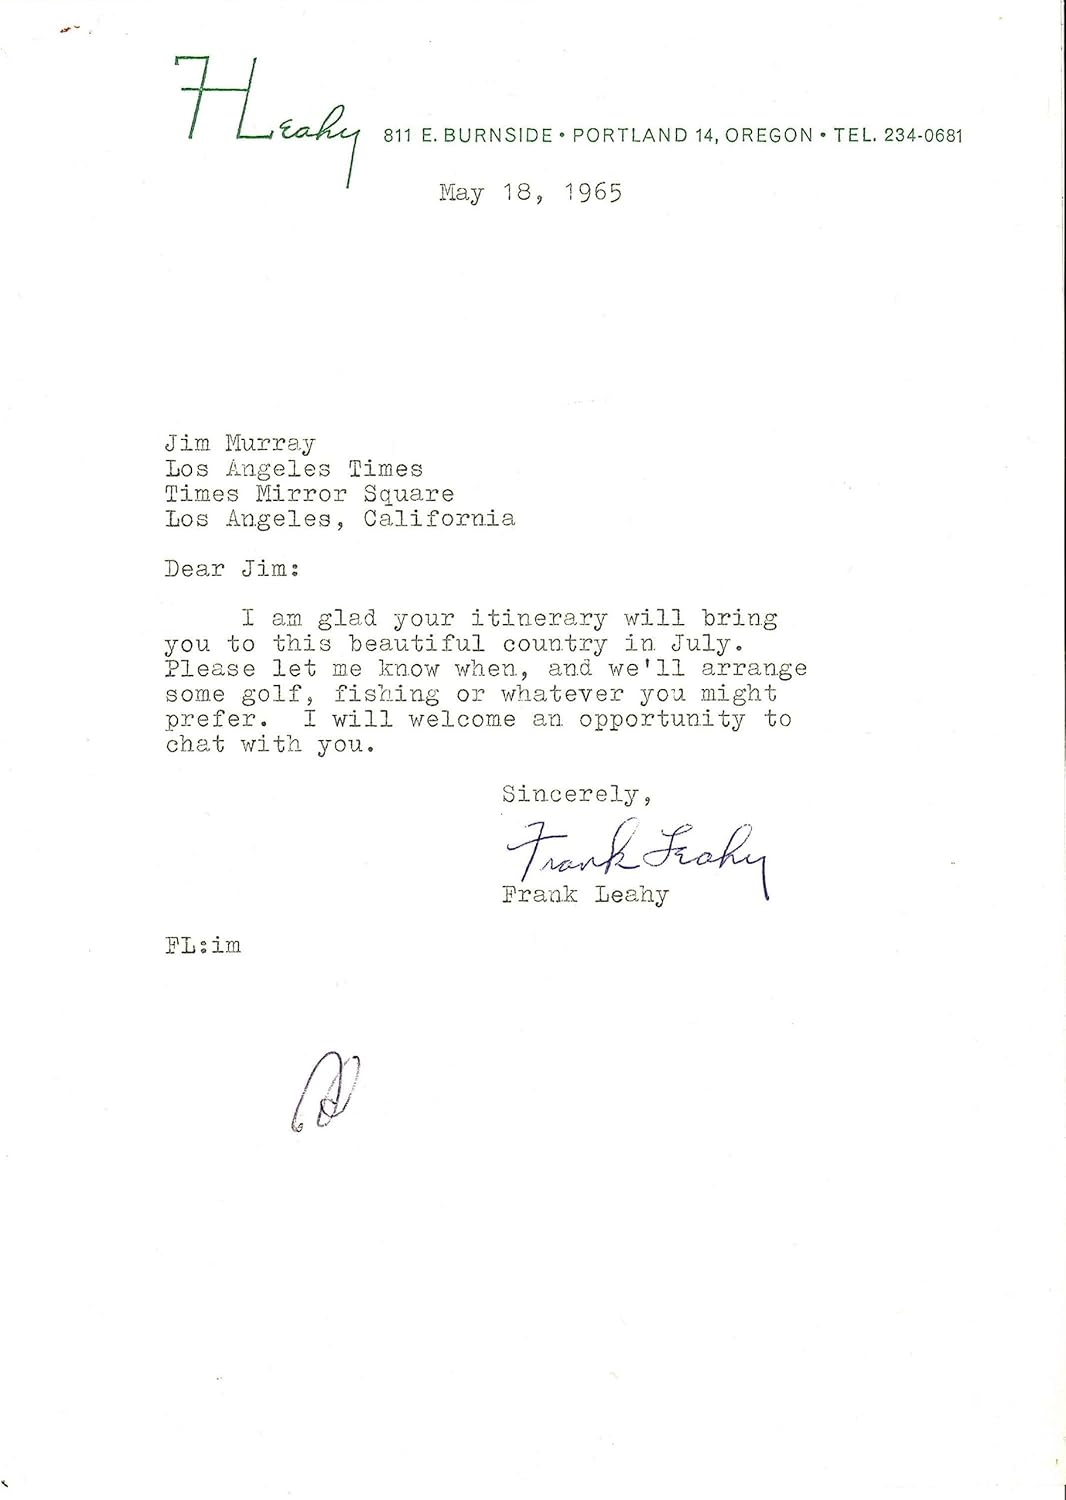 FLeahy 811 E. BURNSIDE • PORTLAND 14, OREGON • TEL. 234-0681
May 18, 1965
Jim Murray
Los Angeles Times
Times Mirror Square
Los Angeles, California
Dear Jim:
I am glad your itinerary will bring
you to this beautiful country in July.
Please let me know when, and we'll arrange
some golf, fishing or whatever you might
prefer. I will welcome an opportunity to
chat with you.
Sincerely,
Frank Leahy
Frank Leahy
FL:im